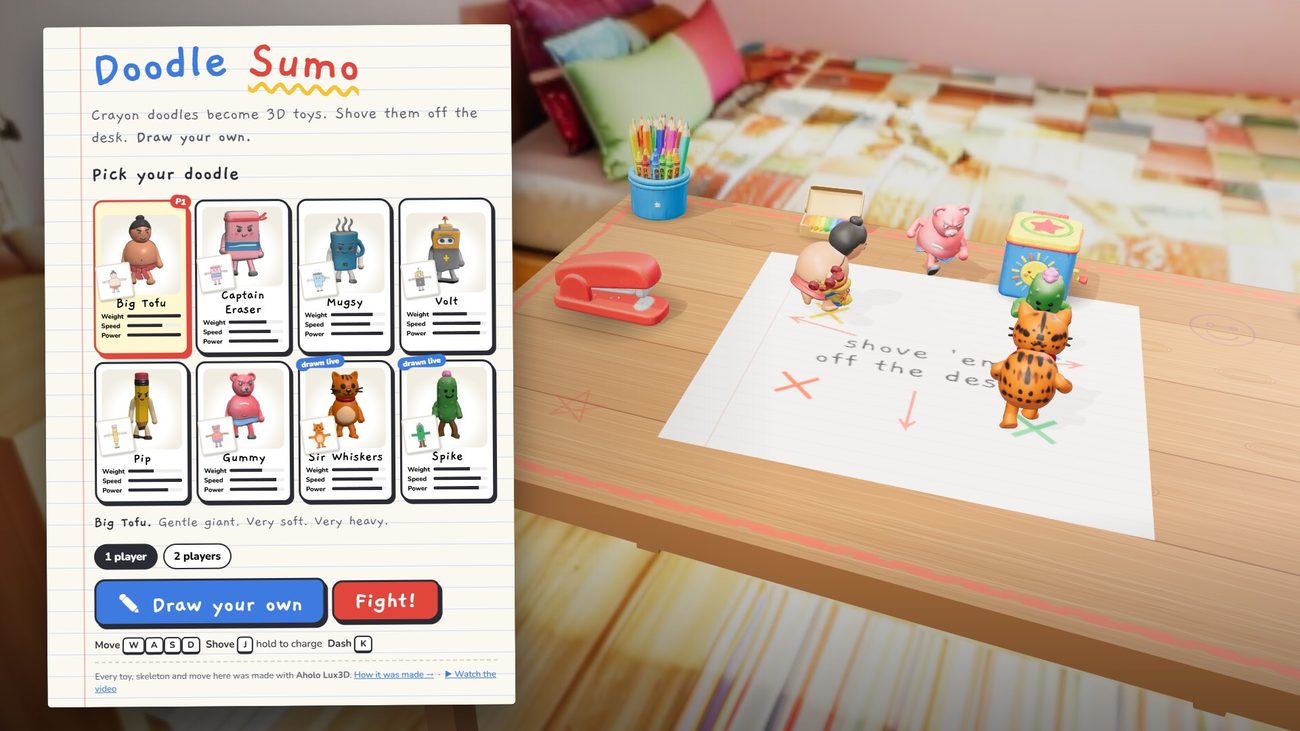 Doodle Sumo
Crayon doodles become 3D toys. Shove them off the
desk. Draw your own.
Pick your doodle
P1
Big Tofu
Weight
Speed
Power
Captain
Eraser
Weight
Speed
Power
Mugsy
Weight
Speed
Power
Volt
Weight
Speed
Power
Pip
Weight
Speed
Power
Gummy
Weight
Speed
Power
drawn live
Sir Whiskers
Weight
Speed
Power
drawn live
Spike
Weight
Speed
Power
Big Tofu. Gentle giant. Very soft. Very heavy.
1 player
2 players
Draw your own
Fight!
Move W A S D Shove J hold to charge Dash K
Every toy, skeleton and move here was made with Aholo Lux3D. How it was made → · ▶ Watch the
video
shove 'em
off the des